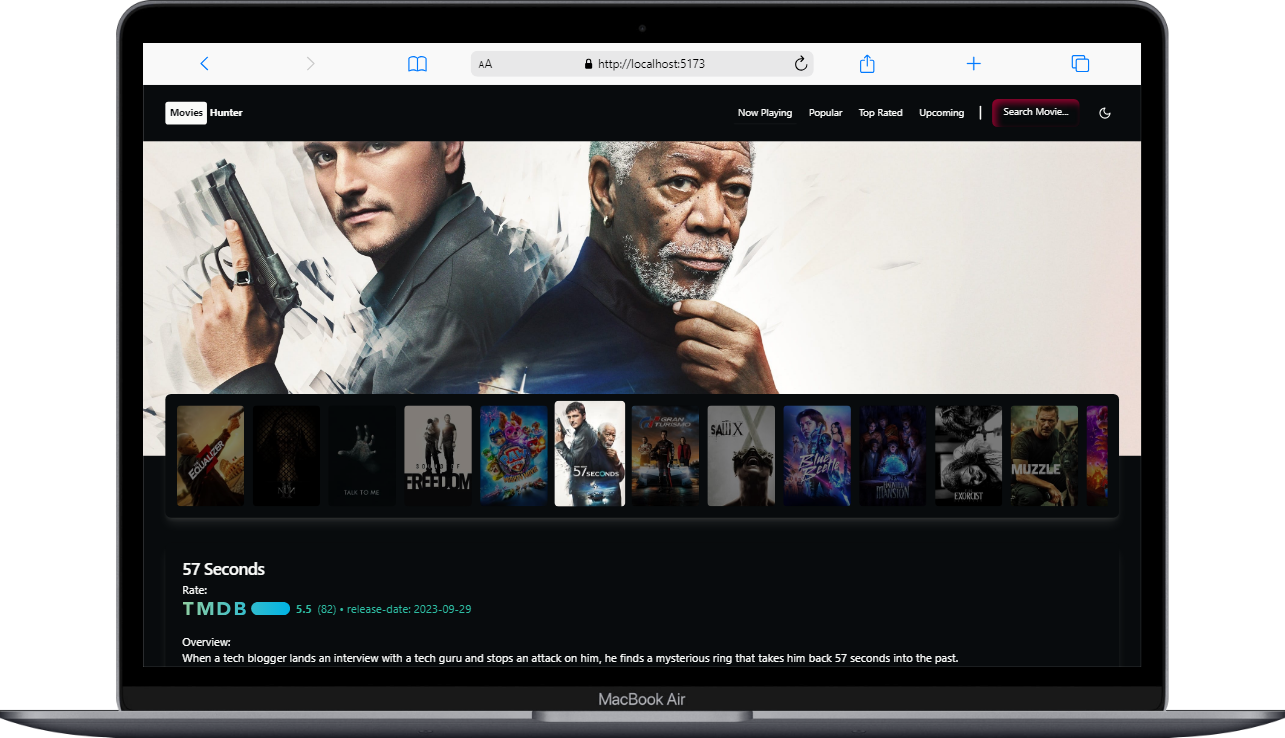 AA http://localhost:5173
Movies Hunter Now Playing Popular Top Rated Upcoming | Search Movie...
EQUALIZER
TALK TO ME
SOUND OF
FREEDOM
57 SECONDS
GRAN
TURISMO
SAW X
Blue
Beetle
HAUNTED
MANSION
EXORCIST
MUZZLE
57 Seconds
Rate:
TMDB 5.5 (82) • release-date: 2023-09-29
Overview:
When a tech blogger lands an interview with a tech guru and stops an attack on him, he finds a mysterious ring that takes him back 57 seconds into the past.
MacBook Air